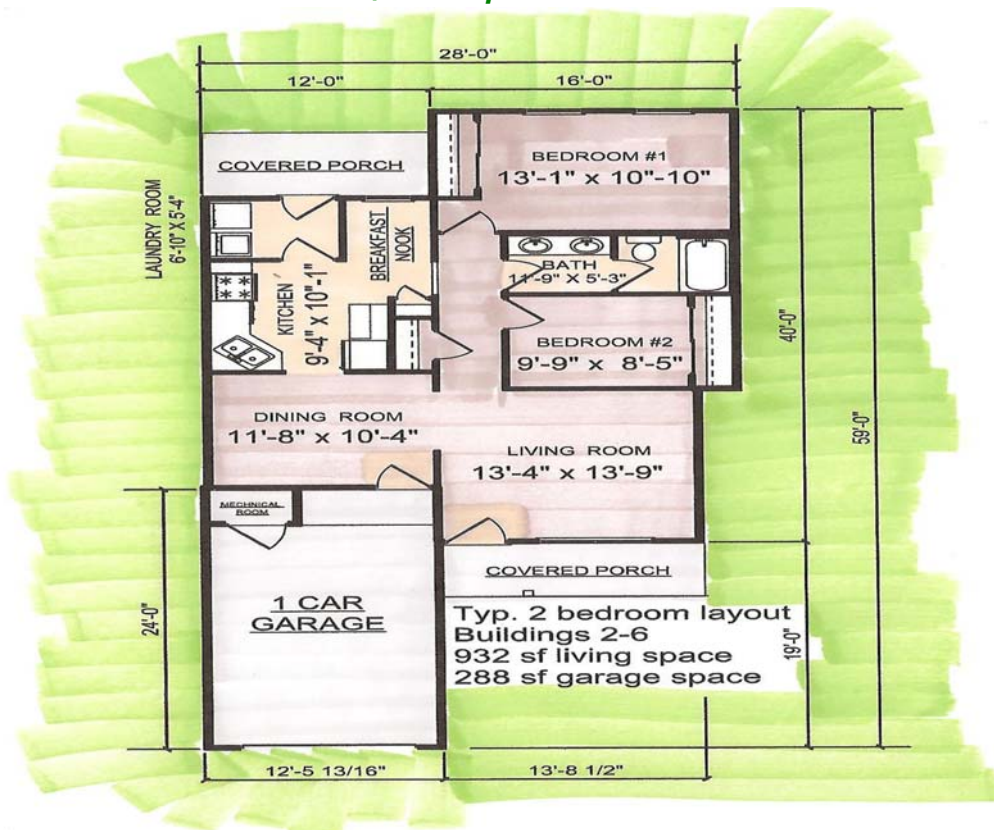 28'-0"
12'-0"
16'-0"
COVERED PORCH
BEDROOM #1
13'-1" x 10"-10"
LAUNDRY ROOM
6'-10" X 5'-4"
BREAKFAST
NOOK
BATH
11'-9" X 5'-3"
KITCHEN
9'-4" x 10'-1"
BEDROOM #2
9'-9" x 8'-5"
40'-0"
59'-0"
DINING ROOM
11'-8" x 10'-4"
LIVING ROOM
13'-4" x 13'-9"
MECHNICAL
ROOM
COVERED PORCH
24'-0"
1 CAR
GARAGE
Typ. 2 bedroom layout
Buildings 2-6
932 sf living space
288 sf garage space
19'-0"
12'-5 13/16"
13'-8 1/2"